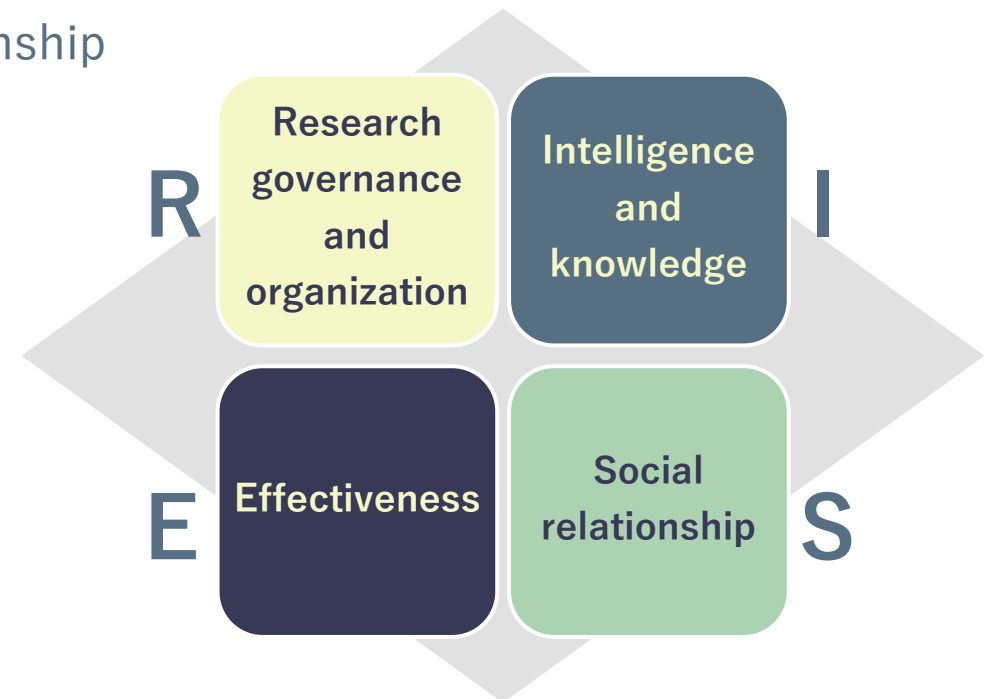 nship
R
Research
governance
and
organization
Intelligence
and
knowledge
I
E
Effectiveness
Social
relationship
S